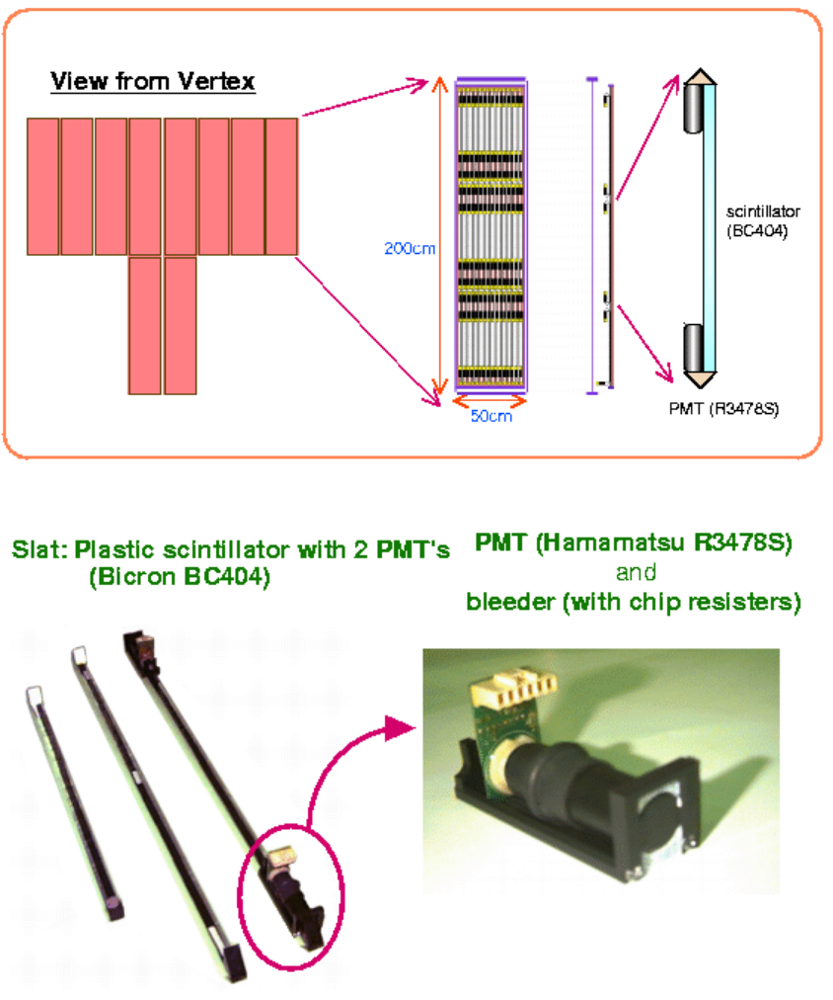 View from Vertex
200cm
50cm
scintillator
(BC404)
PMT (R3478S)
Slat: Plastic scintillator with 2 PMT's
(Bicron BC404)
PMT (Hamamatsu R3478S)
and
bleeder (with chip resisters)